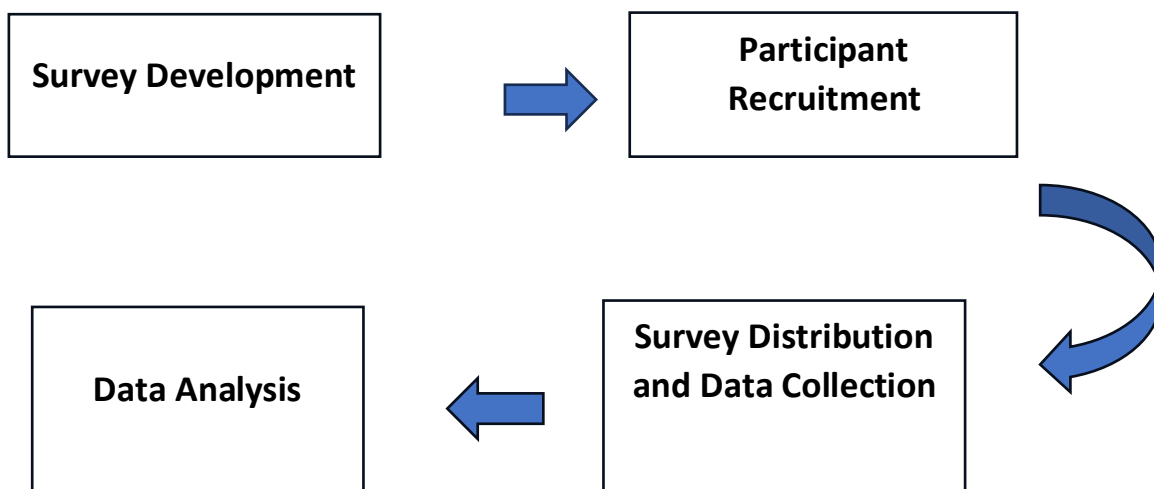 Survey Development
Participant
Recruitment
Survey Distribution
and Data Collection
Data Analysis